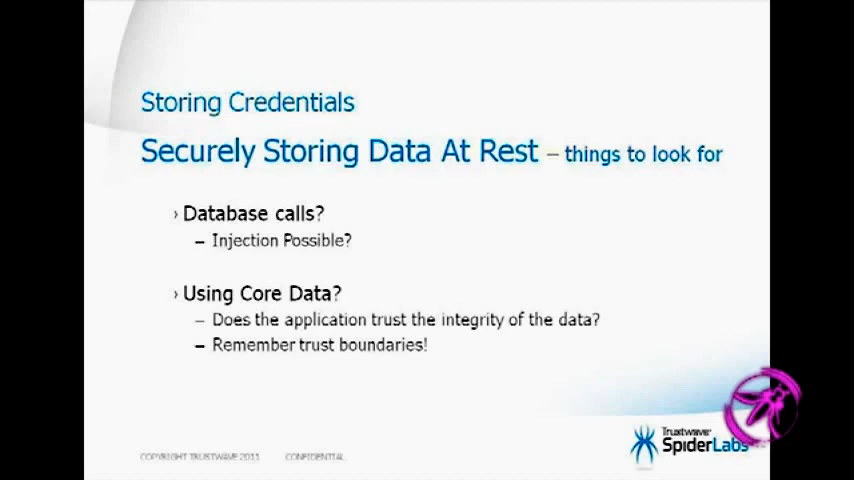 Storing Credentials
Securely Storing Data At Rest – things to look for
› Database calls?
– Injection Possible?
› Using Core Data?
– Does the application trust the integrity of the data?
– Remember trust boundaries!
Trustwave®
SpiderLabs
COPYRIGHT TRUSTWAVE 2011 CONFIDENTIAL